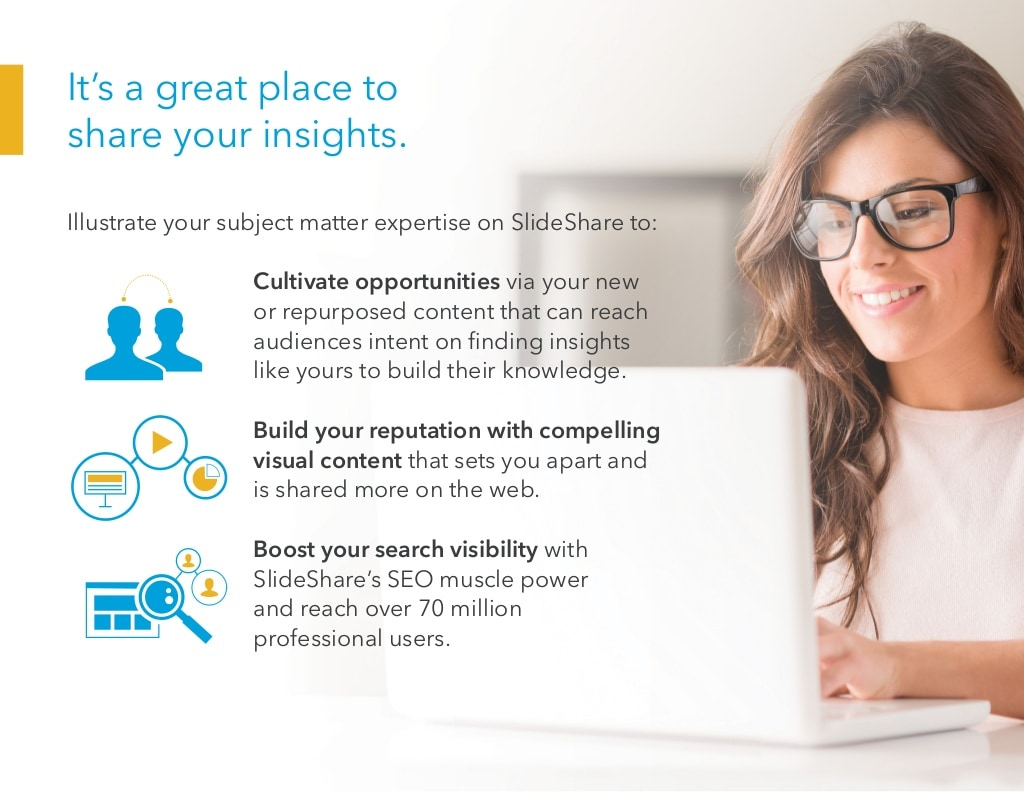 It’s a great place to
share your insights.
Illustrate your subject matter expertise on SlideShare to:
Cultivate opportunities via your new
or repurposed content that can reach
audiences intent on finding insights
like yours to build their knowledge.
Build your reputation with compelling
visual content that sets you apart and
is shared more on the web.
Boost your search visibility with
SlideShare’s SEO muscle power
and reach over 70 million
professional users.